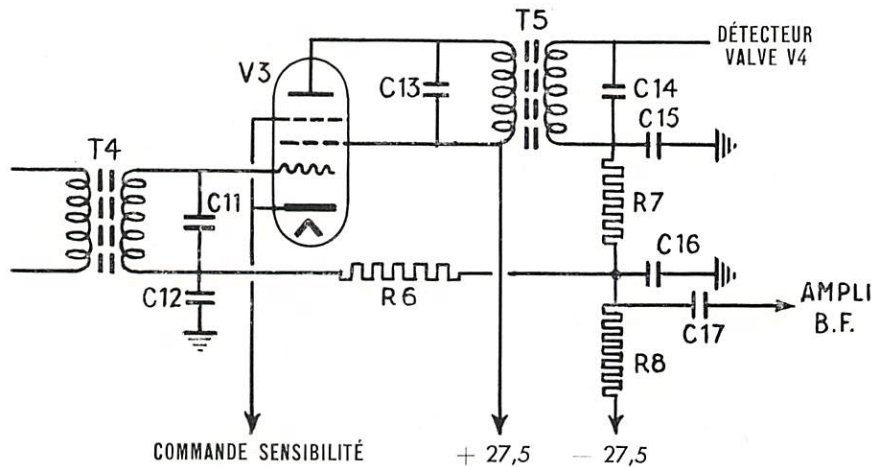 T5
DÉTECTEUR
VALVE V4
V3
C13
C14
C15
T4
C11
R7
C12
R6
C16
AMPLI
B.F.
C17
R8
COMMANDE SENSIBILITÉ
+ 27,5
— 27,5